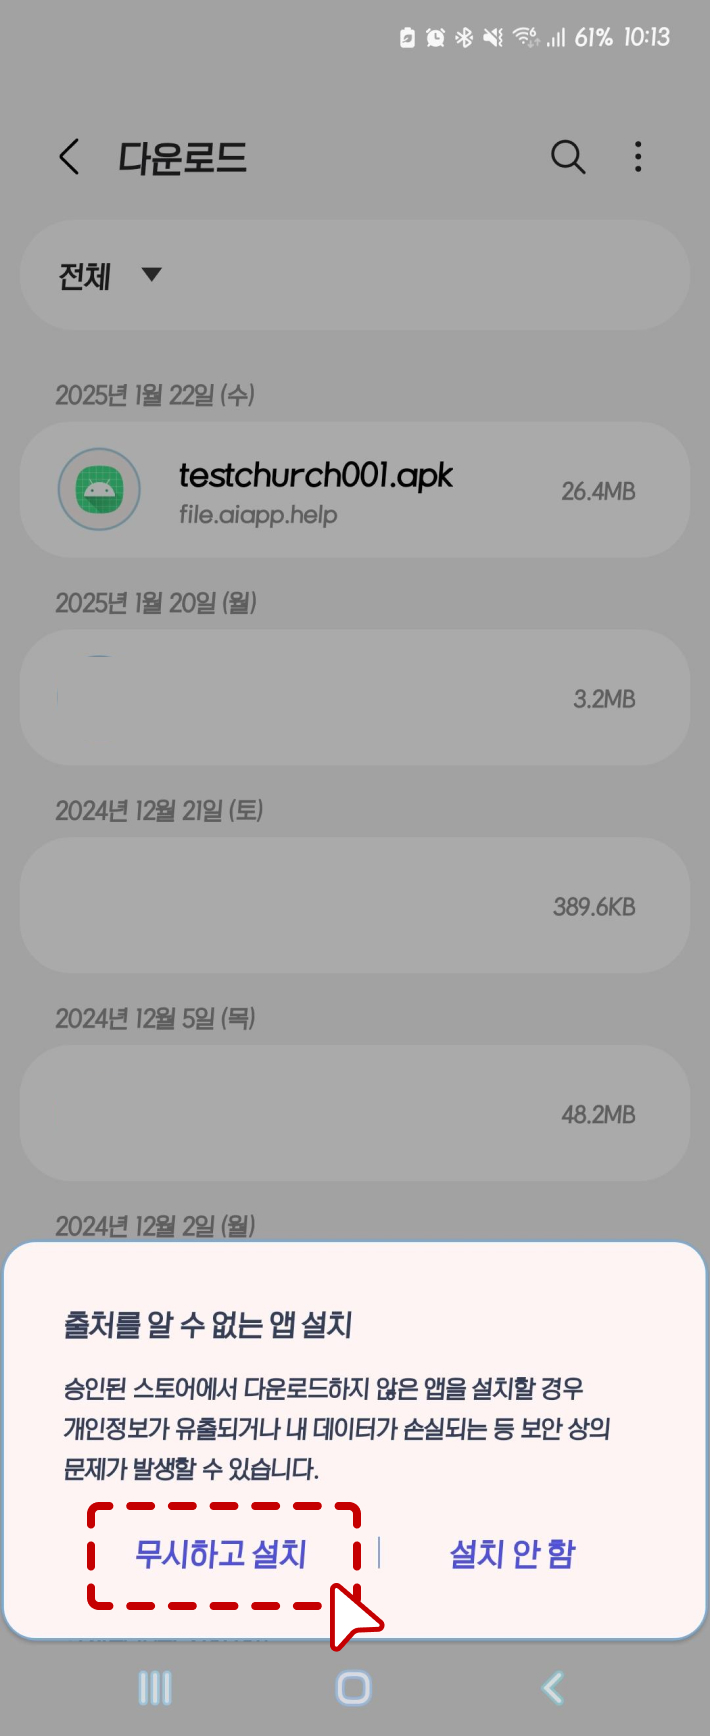 61% 10:13
다운로드
전체
2025년 1월 22일 (수)
testchurch001.apk
file.aiapp.help
26.4MB
2025년 1월 20일 (월)
3.2MB
2024년 12월 21일 (토)
389.6KB
2024년 12월 5일 (목)
48.2MB
2024년 12월 2일 (월)
출처를 알 수 없는 앱 설치
승인된 스토어에서 다운로드하지 않은 앱을 설치할 경우
개인정보가 유출되거나 내 데이터가 손실되는 등 보안 상의
문제가 발생할 수 있습니다.
무시하고 설치
설치 안 함